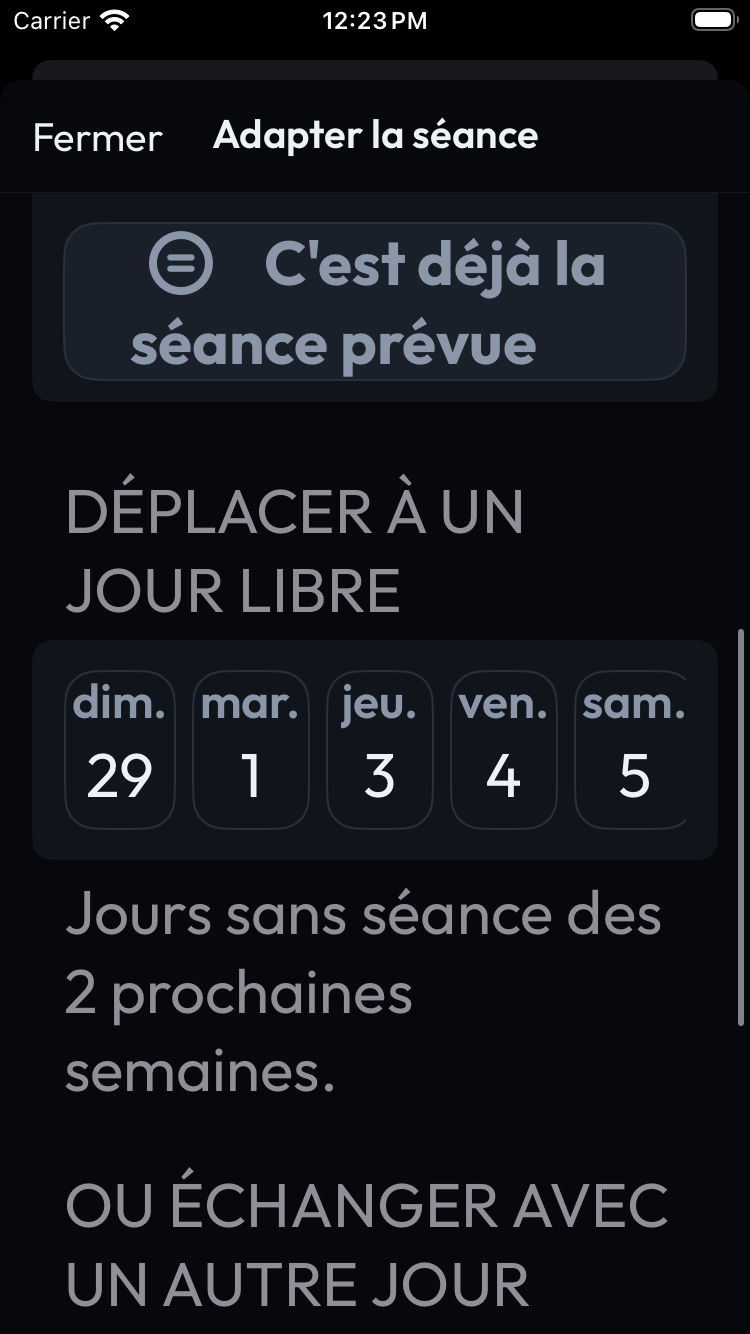 Carrier 12:23 PM
Fermer Adapter la séance
C'est déjà la
séance prévue
DÉPLACER À UN
JOUR LIBRE
dim. mar. jeu. ven. sam.
29 1 3 4 5
Jours sans séance des
2 prochaines
semaines.
OU ÉCHANGER AVEC
UN AUTRE JOUR